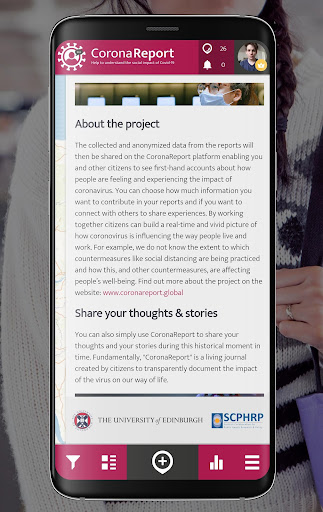 CoronaReport
Help to understand the social impact of Covid-19
26
0
About the project
The collected and anonymized data from the reports will
then be shared on the CoronaReport platform enabling you
and other citizens to see first-hand accounts about how
people are feeling and experiencing the impact of
coronavirus. You can choose how much information you
want to contribute in your reports and if you want to
connect with others to share experiences. By working
together citizens can build a real-time and vivid picture of
how coronovirus is influencing the way people live and
work. For example, we do not know the extent to which
countermeasures like social distancing are being practiced
and how this, and other countermeasures, are affecting
people's well-being. Find out more about the project on the
website: www.coronareport.global
Share your thoughts & stories
You can also simply use CoronaReport to share your
thoughts and your stories during this historical moment in
time. Fundamentally, "CoronaReport" is a living journal
created by citizens to transparently document the impact
of the virus on our way of life.
THE UNIVERSITY of EDINBURGH
SCPHRP